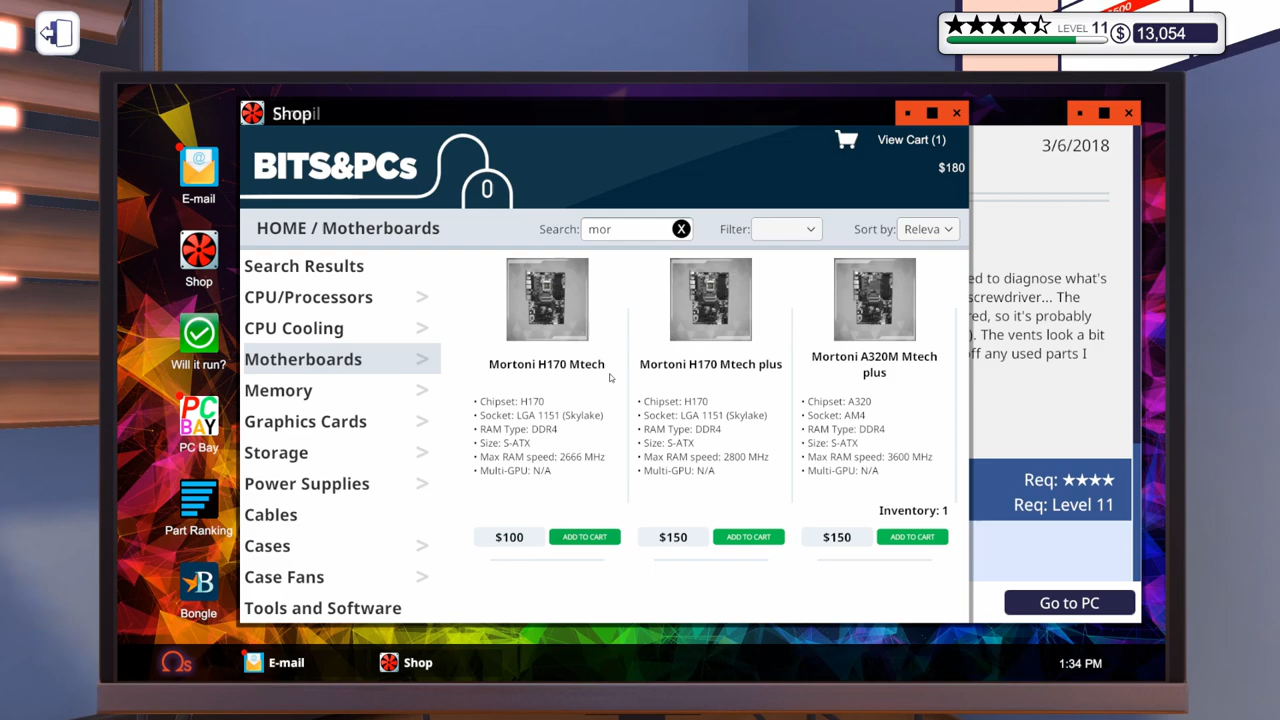 500
LEVEL 11
$ 13,054
Shopil
BITS&PCs
View Cart (1)
$180
HOME / Motherboards
Search: mor X
Filter:
Sort by: Releva
Search Results
CPU/Processors >
CPU Cooling >
Motherboards >
Memory >
Graphics Cards >
Storage >
Power Supplies >
Cables
Cases >
Case Fans >
Tools and Software
Mortoni H170 Mtech
• Chipset: H170
• Socket: LGA 1151 (Skylake)
• RAM Type: DDR4
• Size: S-ATX
• Max RAM speed: 2666 MHz
• Multi-GPU: N/A
$100 ADD TO CART
Mortoni H170 Mtech plus
• Chipset: H170
• Socket: LGA 1151 (Skylake)
• RAM Type: DDR4
• Size: S-ATX
• Max RAM speed: 2800 MHz
• Multi-GPU: N/A
$150 ADD TO CART
Mortoni A320M Mtech
plus
• Chipset: A320
• Socket: AM4
• RAM Type: DDR4
• Size: S-ATX
• Max RAM speed: 3600 MHz
• Multi-GPU: N/A
Inventory: 1
$150 ADD TO CART
3/6/2018
ed to diagnose what's
screwdriver... The
red, so it's probably
). The vents look a bit
off any used parts I
Req: ★★★★
Req: Level 11
Go to PC
E-mail
Shop
Will it run?
PC
BAY
PC Bay
Part Ranking
B
Bongle
Ωs
E-mail
Shop
1:34 PM